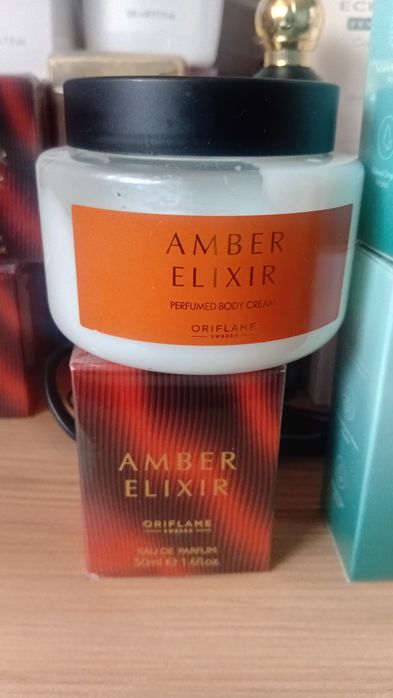 AMBER
ELIXIR
PERFUMED BODY CREAM
ORIFLAME
SWEDEN
AMBER
ELIXIR
ORIFLAME
SWEDEN
EAU DE PARFUM
50ml e 1.6fl.oz.